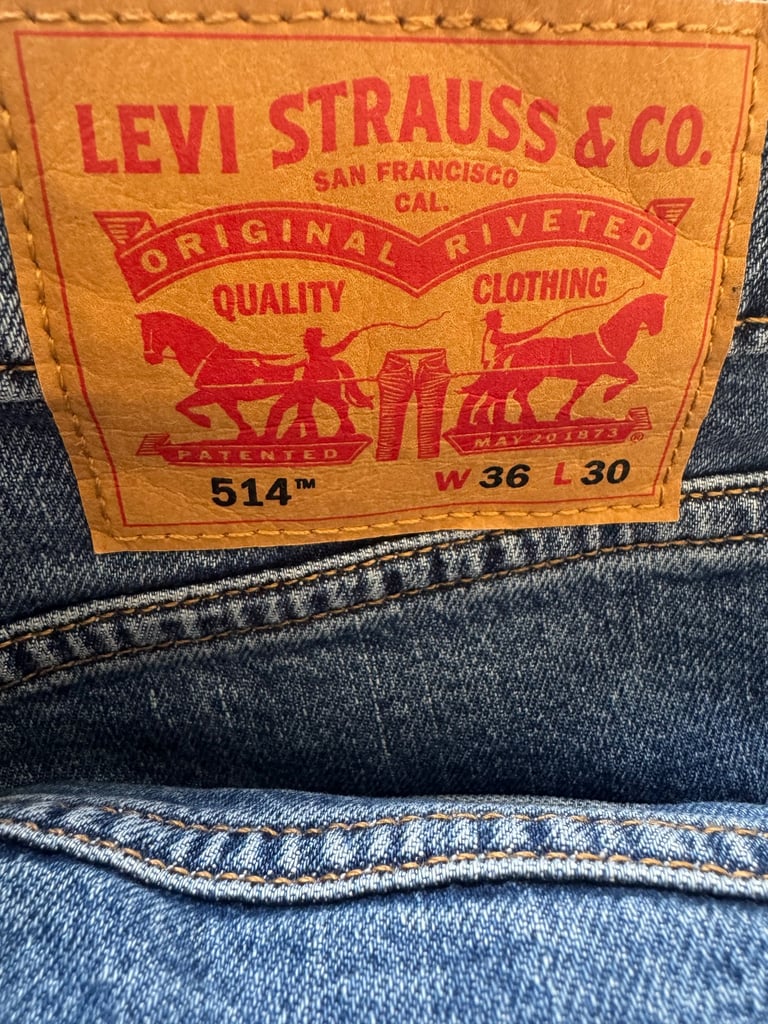 LEVI STRAUSS & CO.
SAN FRANCISCO
CAL.
ORIGINAL RIVETED
QUALITY CLOTHING
PATENTED MAY 20 1873 ®
514™ W 36 L 30